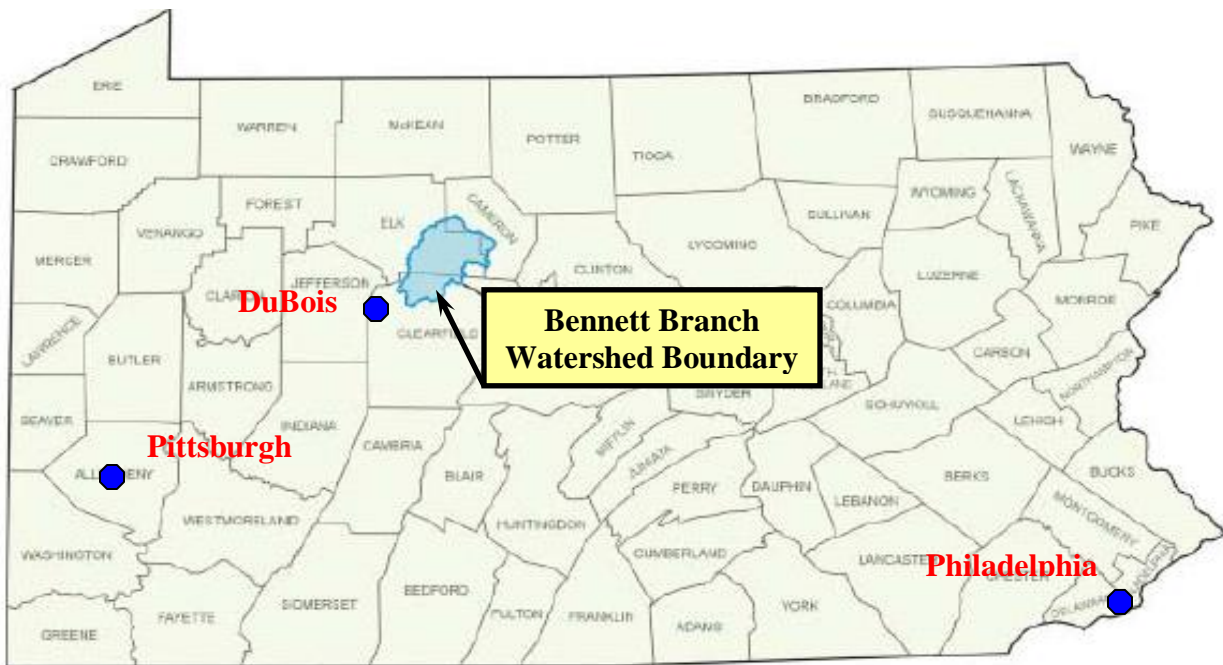 ERIE
WARREN
McKEAN
POTTER
TIOGA
BRADFORD
SUSQUEHANNA
WAYNE
CRAWFORD
FOREST
ELK
CAMERON
WYOMING
LACKAWANNA
SULLIVAN
PIKE
VENANGO
MERCER
LYCOMING
CLINTON
LUZERNE
CLARION
JEFFERSON
DuBois
COLUMBIA
MONROE
LAWRENCE
BUTLER
CLEARFIELD
Bennett Branch
Watershed Boundary
CARBON
NORTHAMPTON
ARMSTRONG
SNYDER
SCHUYKILL
LEHIGH
BEAVER
INDIANA
CAMBRIA
BLAIR
MIFFLIN
JUNIATA
Pittsburgh
PERRY
DAUPHIN
LEBANON
BERKS
BUCKS
MONTGOMERY
WESTMORELAND
HUNTINGDON
CUMBERLAND
WASHINGTON
LANCASTER
Philadelphia
CHESTER
BEDFORD
SOMERSET
FAYETTE
FULTON
FRANKLIN
ADAMS
YORK
GREENE